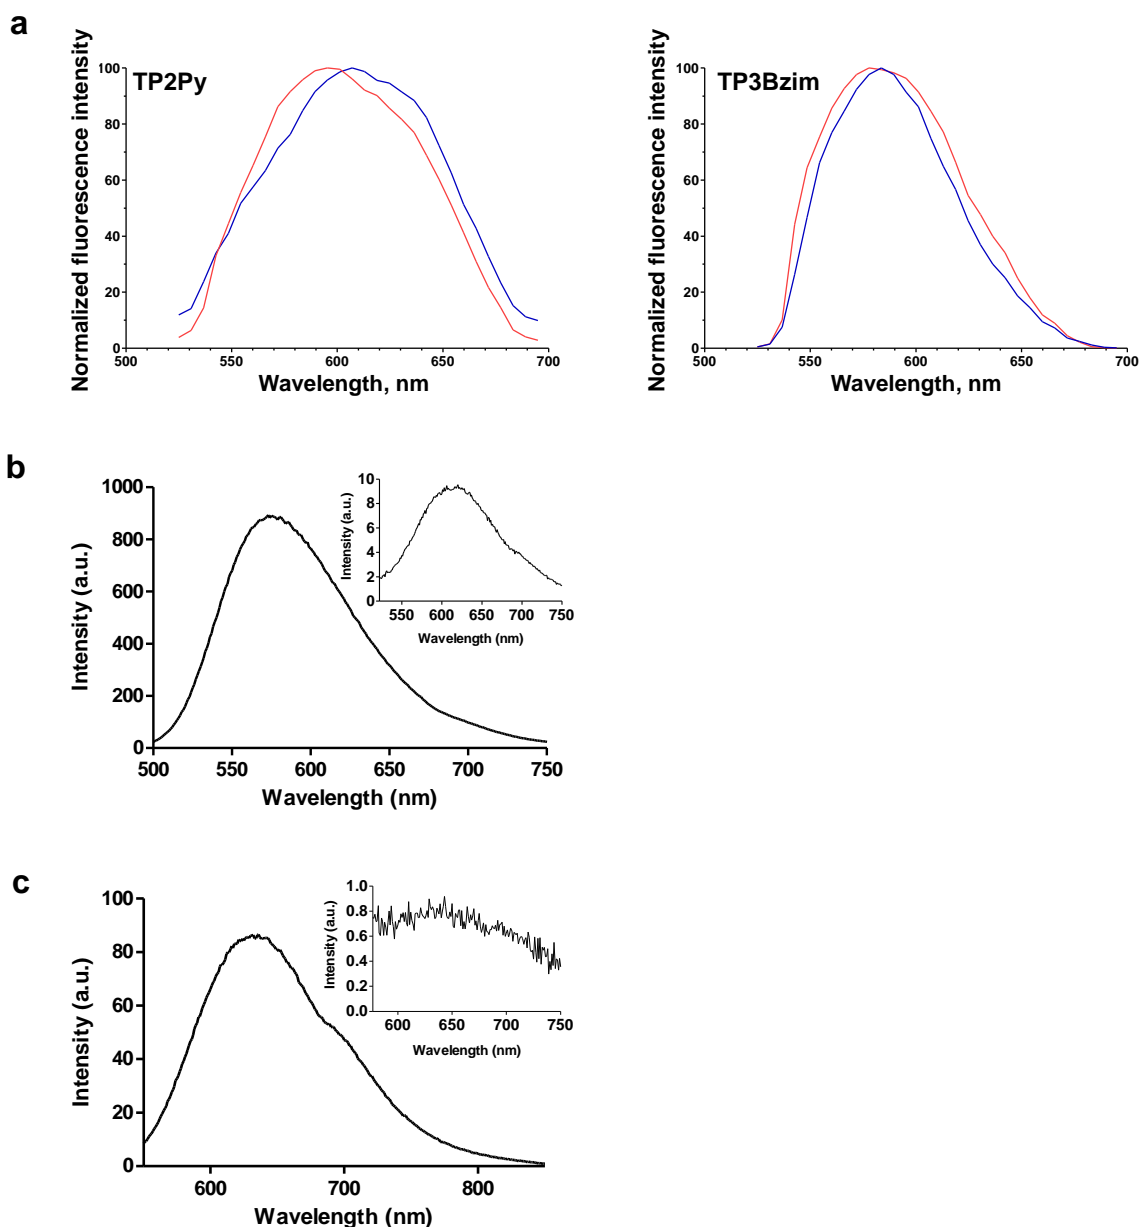 a
Normalized fluorescence intensity
TP2Py
100
80
60
40
20
0
500 550 600 650 700
Wavelength, nm
Normalized fluorescence intensity
TP3Bzim
100
80
60
40
20
0
500 550 600 650 700
Wavelength, nm
b
Intensity (a.u.)
1000
800
600
400
200
0
500 550 600 650 700 750
Wavelength (nm)
Intensity (a.u.)
10
8
6
4
2
0
550 600 650 700 750
Wavelength (nm)
c
Intensity (a.u.)
100
80
60
40
20
0
600 700 800
Wavelength (nm)
Intensity (a.u.)
1.0
0.8
0.6
0.4
0.2
0.0
600 650 700 750
Wavelength (nm)